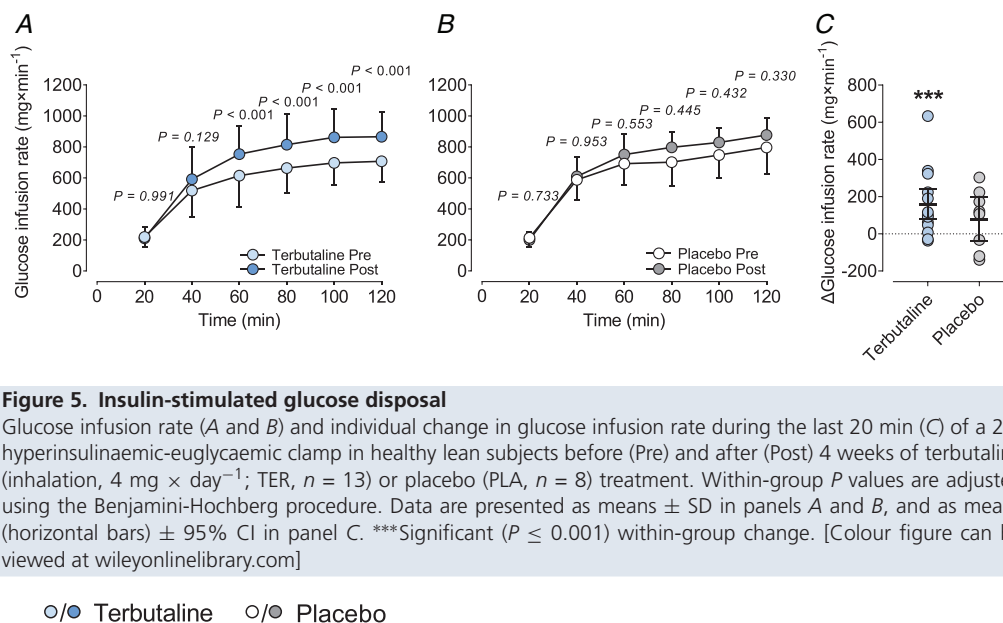 A
B
C
Glucose infusion rate (mg×min⁻¹)
1200
1000
800
600
400
200
0
P = 0.991
P = 0.129
P < 0.001
P < 0.001
P < 0.001
P < 0.001
Terbutaline Pre
Terbutaline Post
0 20 40 60 80 100 120
Time (min)
1200
1000
800
600
400
200
0
P = 0.733
P = 0.953
P = 0.553
P = 0.445
P = 0.432
P = 0.330
Placebo Pre
Placebo Post
0 20 40 60 80 100 120
Time (min)
ΔGlucose infusion rate (mg×min⁻¹)
800
600
400
200
0
-200
***
Terbutaline
Placebo
Figure 5. Insulin-stimulated glucose disposal
Glucose infusion rate (A and B) and individual change in glucose infusion rate during the last 20 min (C) of a 2
hyperinsulinaemic-euglycaemic clamp in healthy lean subjects before (Pre) and after (Post) 4 weeks of terbutalin
(inhalation, 4 mg × day⁻¹; TER, n = 13) or placebo (PLA, n = 8) treatment. Within-group P values are adjuste
using the Benjamini-Hochberg procedure. Data are presented as means ± SD in panels A and B, and as mea
(horizontal bars) ± 95% CI in panel C. ***Significant (P ≤ 0.001) within-group change. [Colour figure can b
viewed at wileyonlinelibrary.com]
/ Terbutaline / Placebo